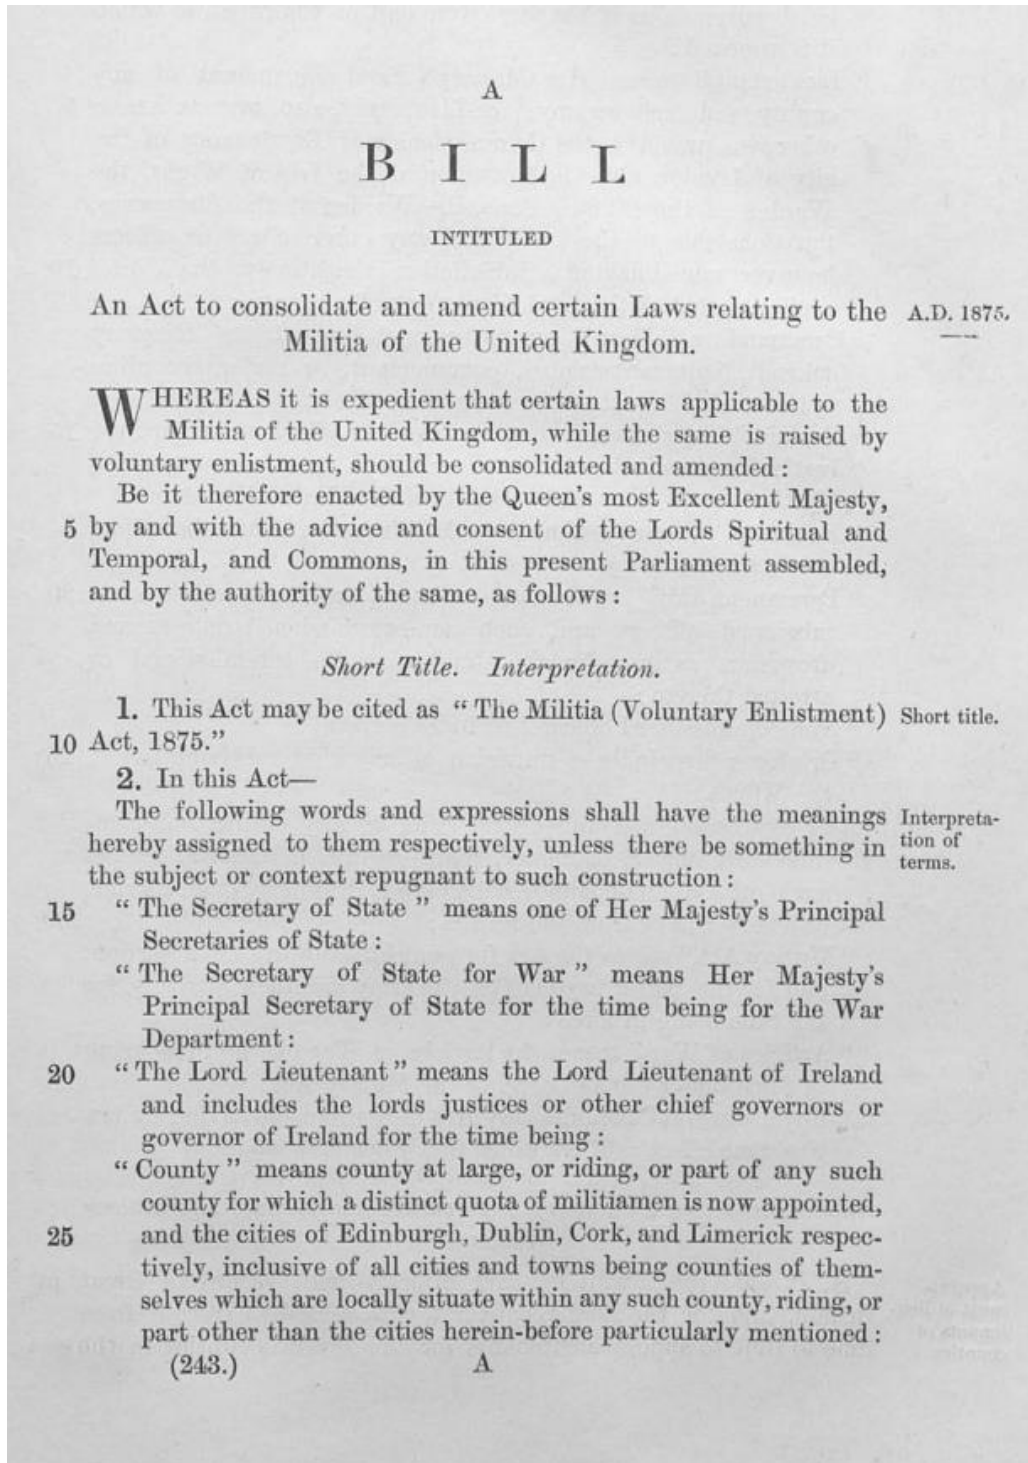 A
BILL
INTITULED
An Act to consolidate and amend certain Laws relating to the A.D. 1875.
Militia of the United Kingdom.
WHEREAS it is expedient that certain laws applicable to the
Militia of the United Kingdom, while the same is raised by
voluntary enlistment, should be consolidated and amended :
Be it therefore enacted by the Queen's most Excellent Majesty,
5 by and with the advice and consent of the Lords Spiritual and
Temporal, and Commons, in this present Parliament assembled,
and by the authority of the same, as follows :
Short Title. Interpretation.
1. This Act may be cited as " The Militia (Voluntary Enlistment) Short title.
10 Act, 1875."
2. In this Act—
The following words and expressions shall have the meanings Interpreta-
hereby assigned to them respectively, unless there be something in tion of
the subject or context repugnant to such construction : terms.
15 " The Secretary of State " means one of Her Majesty's Principal
Secretaries of State :
" The Secretary of State for War " means Her Majesty's
Principal Secretary of State for the time being for the War
Department :
20 " The Lord Lieutenant " means the Lord Lieutenant of Ireland
and includes the lords justices or other chief governors or
governor of Ireland for the time being :
" County " means county at large, or riding, or part of any such
county for which a distinct quota of militiamen is now appointed,
25 and the cities of Edinburgh, Dublin, Cork, and Limerick respec-
tively, inclusive of all cities and towns being counties of them-
selves which are locally situate within any such county, riding, or
part other than the cities herein-before particularly mentioned :
(243.) A